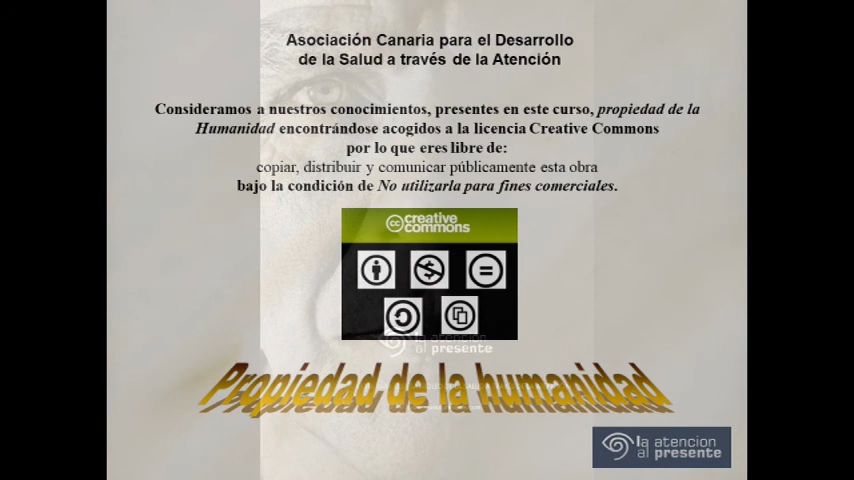 Asociación Canaria para el Desarrollo
de la Salud a través de la Atención
Consideramos a nuestros conocimientos, presentes en este curso, propiedad de la
Humanidad encontrándose acogidos a la licencia Creative Commons
por lo que eres libre de:
copiar, distribuir y comunicar públicamente esta obra
bajo la condición de No utilizarla para fines comerciales.
cc creative
commons
la atencion
al presente
Propiedad de la humanidad
la atencion
al presente